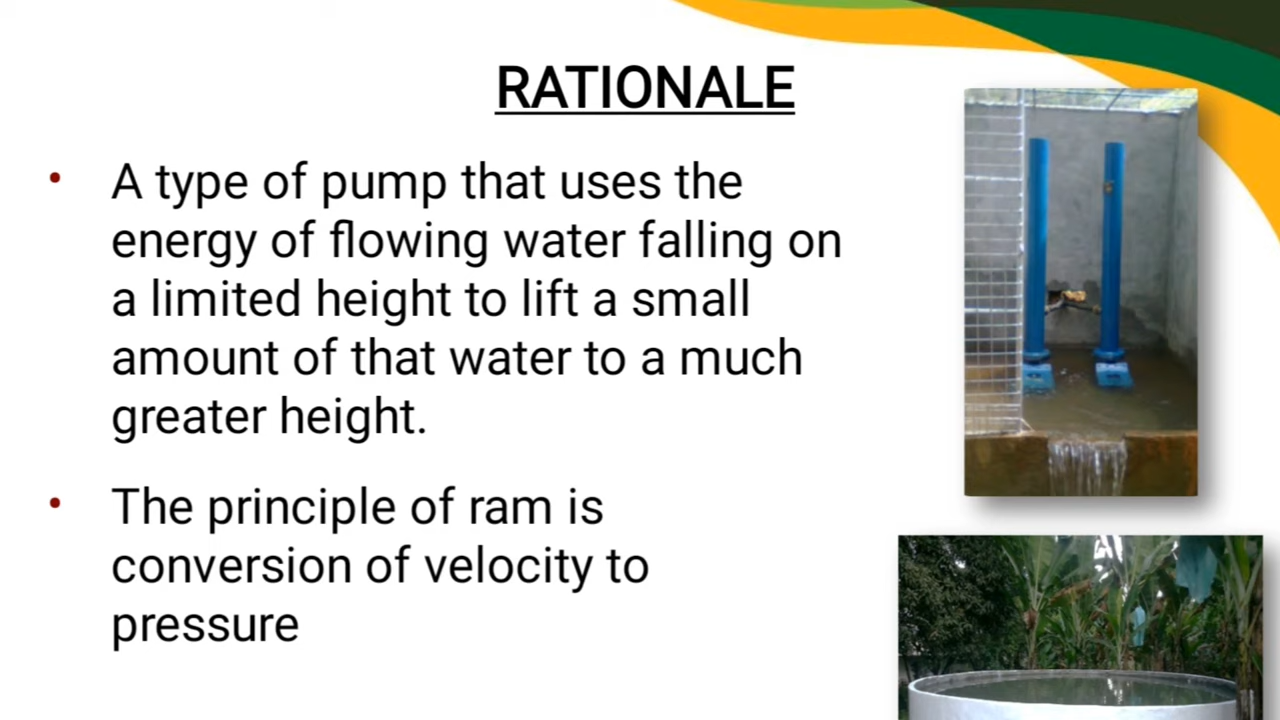 RATIONALE
• A type of pump that uses the
energy of flowing water falling on
a limited height to lift a small
amount of that water to a much
greater height.
• The principle of ram is
conversion of velocity to
pressure